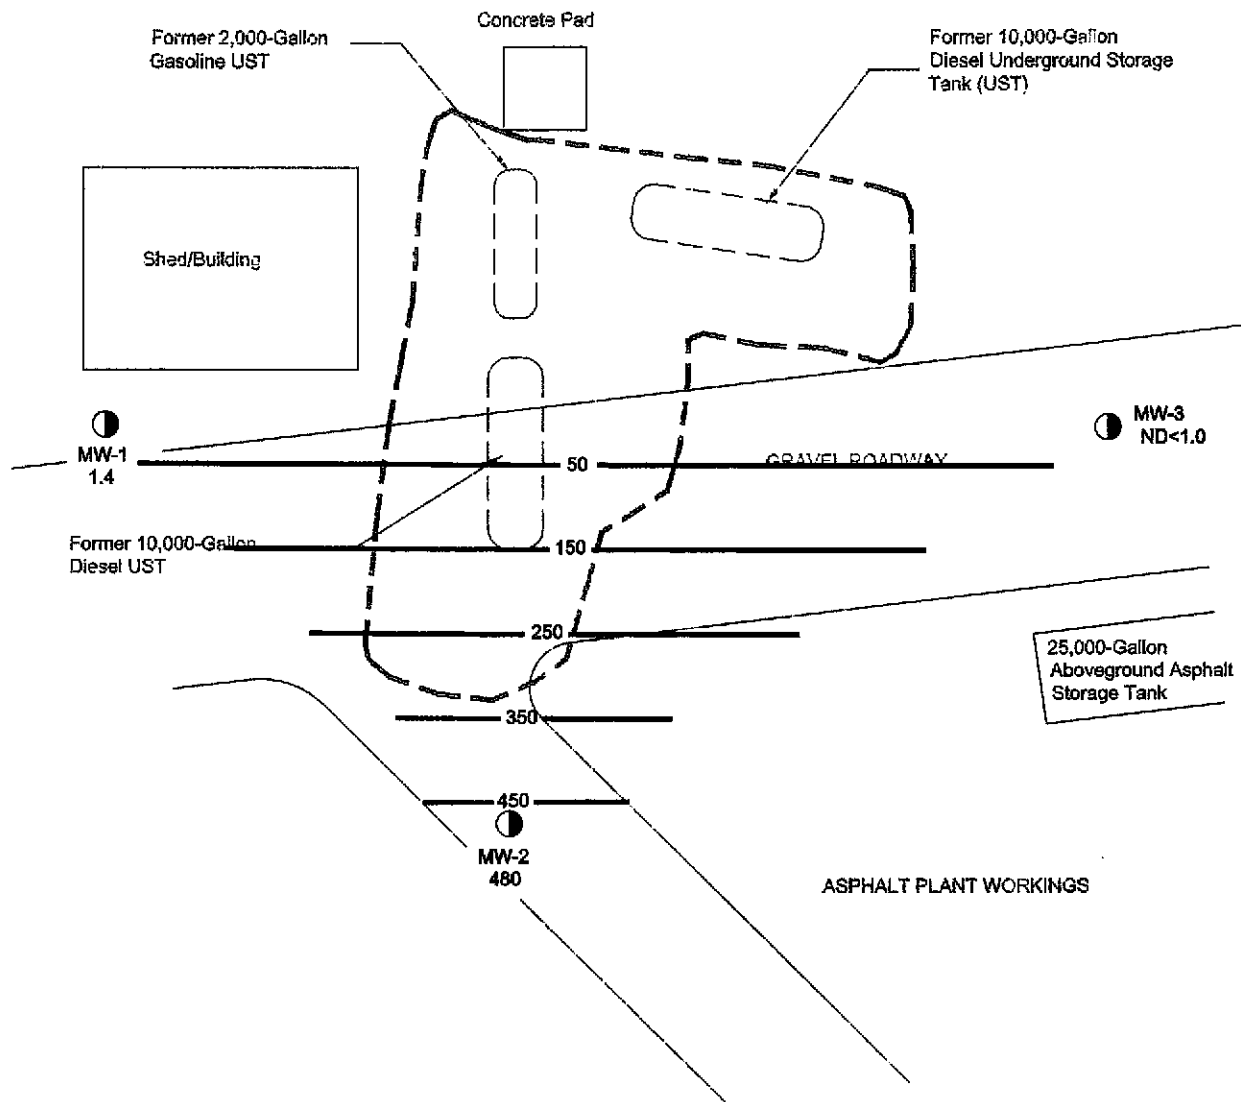 Concrete Pad
Former 2,000-Gallon
Gasoline UST
Former 10,000-Gallon
Diesel Underground Storage
Tank (UST)
Shed/Building
MW-1
1.4
MW-3
ND<1.0
50
GRAVEL ROADWAY
Former 10,000-Gallon
Diesel UST
150
250
25,000-Gallon
Aboveground Asphalt
Storage Tank
350
450
MW-2
480
ASPHALT PLANT WORKINGS